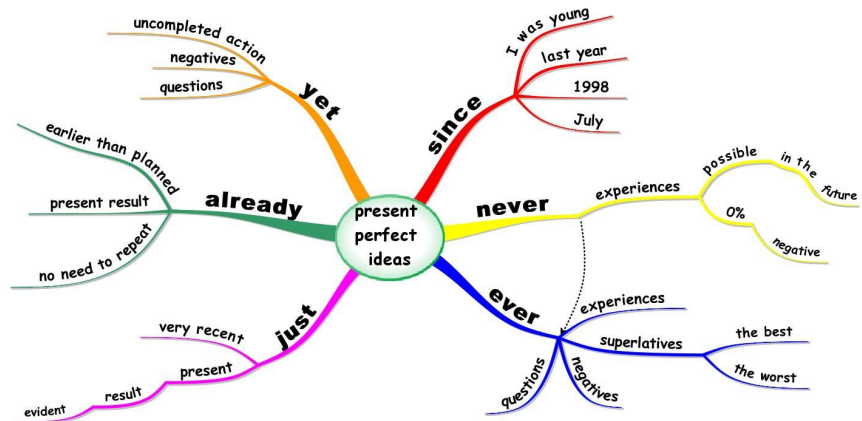 present
perfect
ideas
yet
uncompleted action
negatives
questions
since
I was young
last year
1998
July
never
experiences
possible
in the
future
0%
negative
ever
experiences
superlatives
the best
the worst
negatives
questions
just
very recent
present
result
evident
already
earlier than planned
present result
no need to repeat